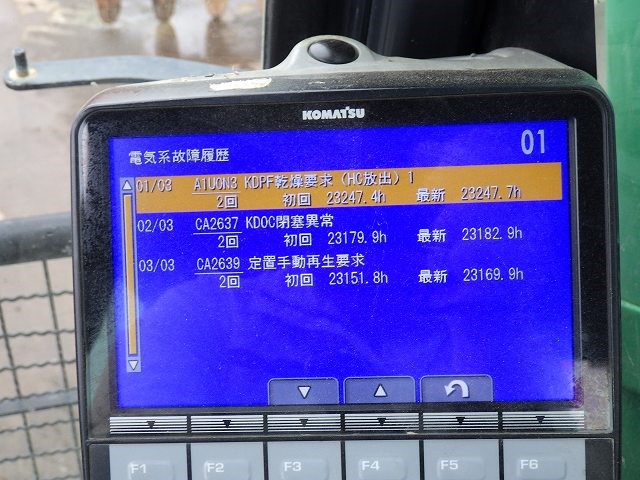 KOMATSU
電気系故障履歴 01
01/03 A1U0N3 KDPF乾燥要求（HC放出）1
2回 初回 23247.4h 最新 23247.7h
02/03 CA2637 KDOC閉塞異常
2回 初回 23179.9h 最新 23182.9h
03/03 CA2639 定置手動再生要求
2回 初回 23151.8h 最新 23169.9h
F1 F2 F3 F4 F5 F6